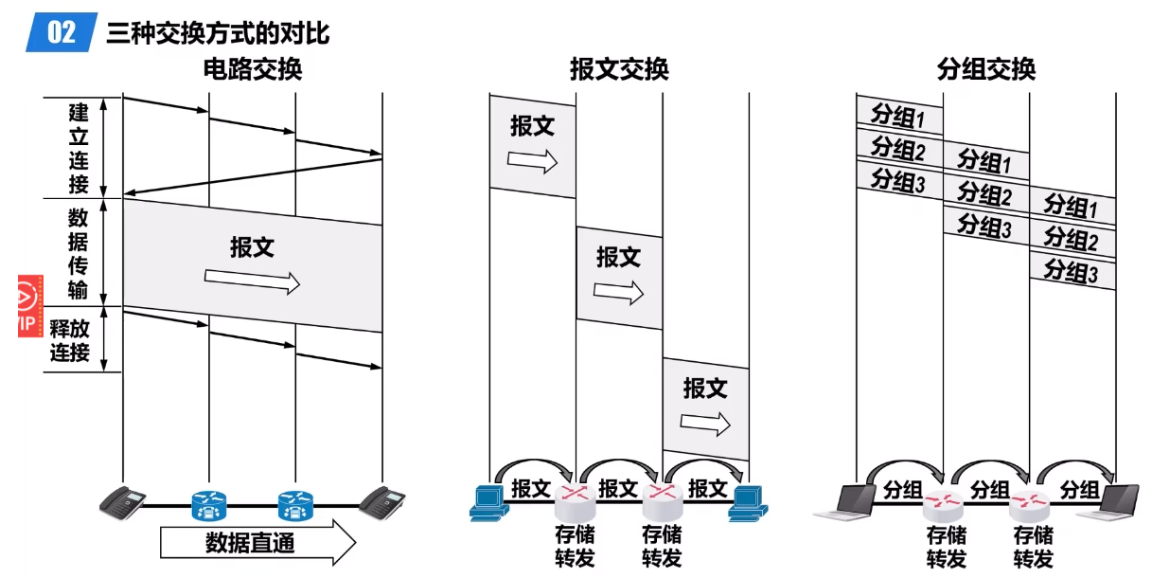 02 三种交换方式的对比
电路交换
建立连接
数据传输
释放连接
报文
数据直通
VIP
报文交换
报文
报文
报文
报文
报文
报文
存储转发
存储转发
分组交换
分组1
分组2
分组3
分组1
分组2
分组3
分组1
分组2
分组3
分组
分组
分组
存储转发
存储转发